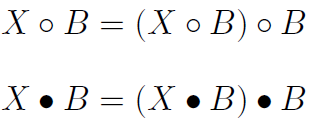 X ∘ B = (X ∘ B) ∘ B
X • B = (X • B) • B